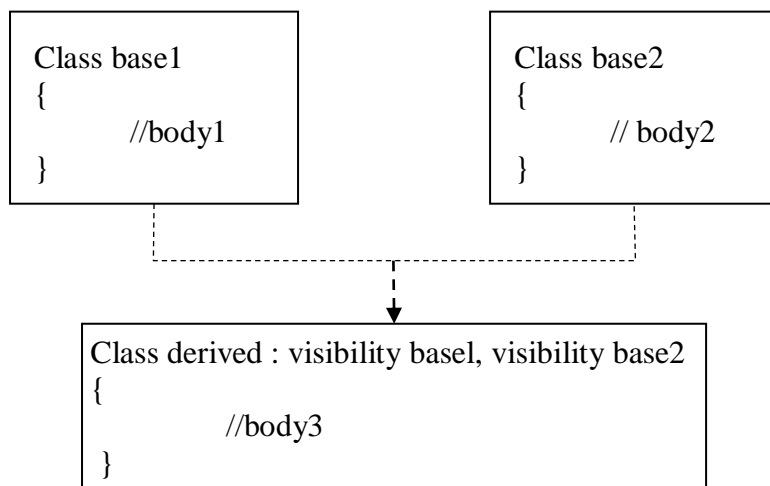 Class base1
{
//body1
}
Class base2
{
// body2
}
Class derived : visibility basel, visibility base2
{
//body3
}